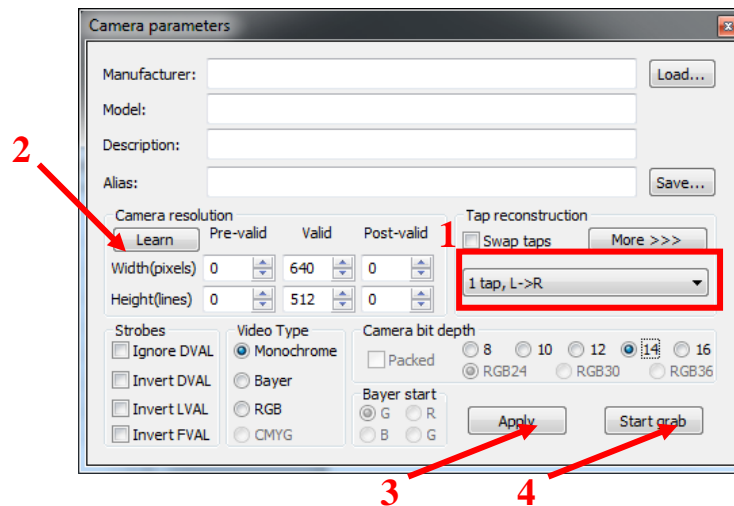 Camera parameters
Manufacturer: Load...
Model:
Description:
2
Alias: Save...
Camera resolution Tap reconstruction
Learn Pre-valid Valid Post-valid 1 Swap taps More >>>
Width(pixels) 0 640 0 1 tap, L->R
Height(lines) 0 512 0
Strobes Video Type Camera bit depth
Ignore DVAL Monochrome Packed 8 10 12 14 16
RGB24 RGB30 RGB36
Invert DVAL Bayer Bayer start
Invert LVAL RGB G R Apply Start grab
Invert FVAL CMYG B G
3 4